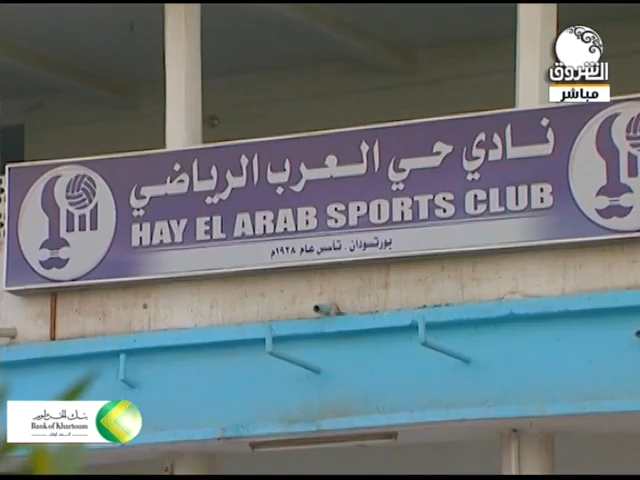 الشروق
مباشر
نادي حي العرب الرياضي
HAY EL ARAB SPORTS CLUB
بورتسودان - تاسس عام ١٩٢٨م
بنك الخرطوم
Bank of Khartoum